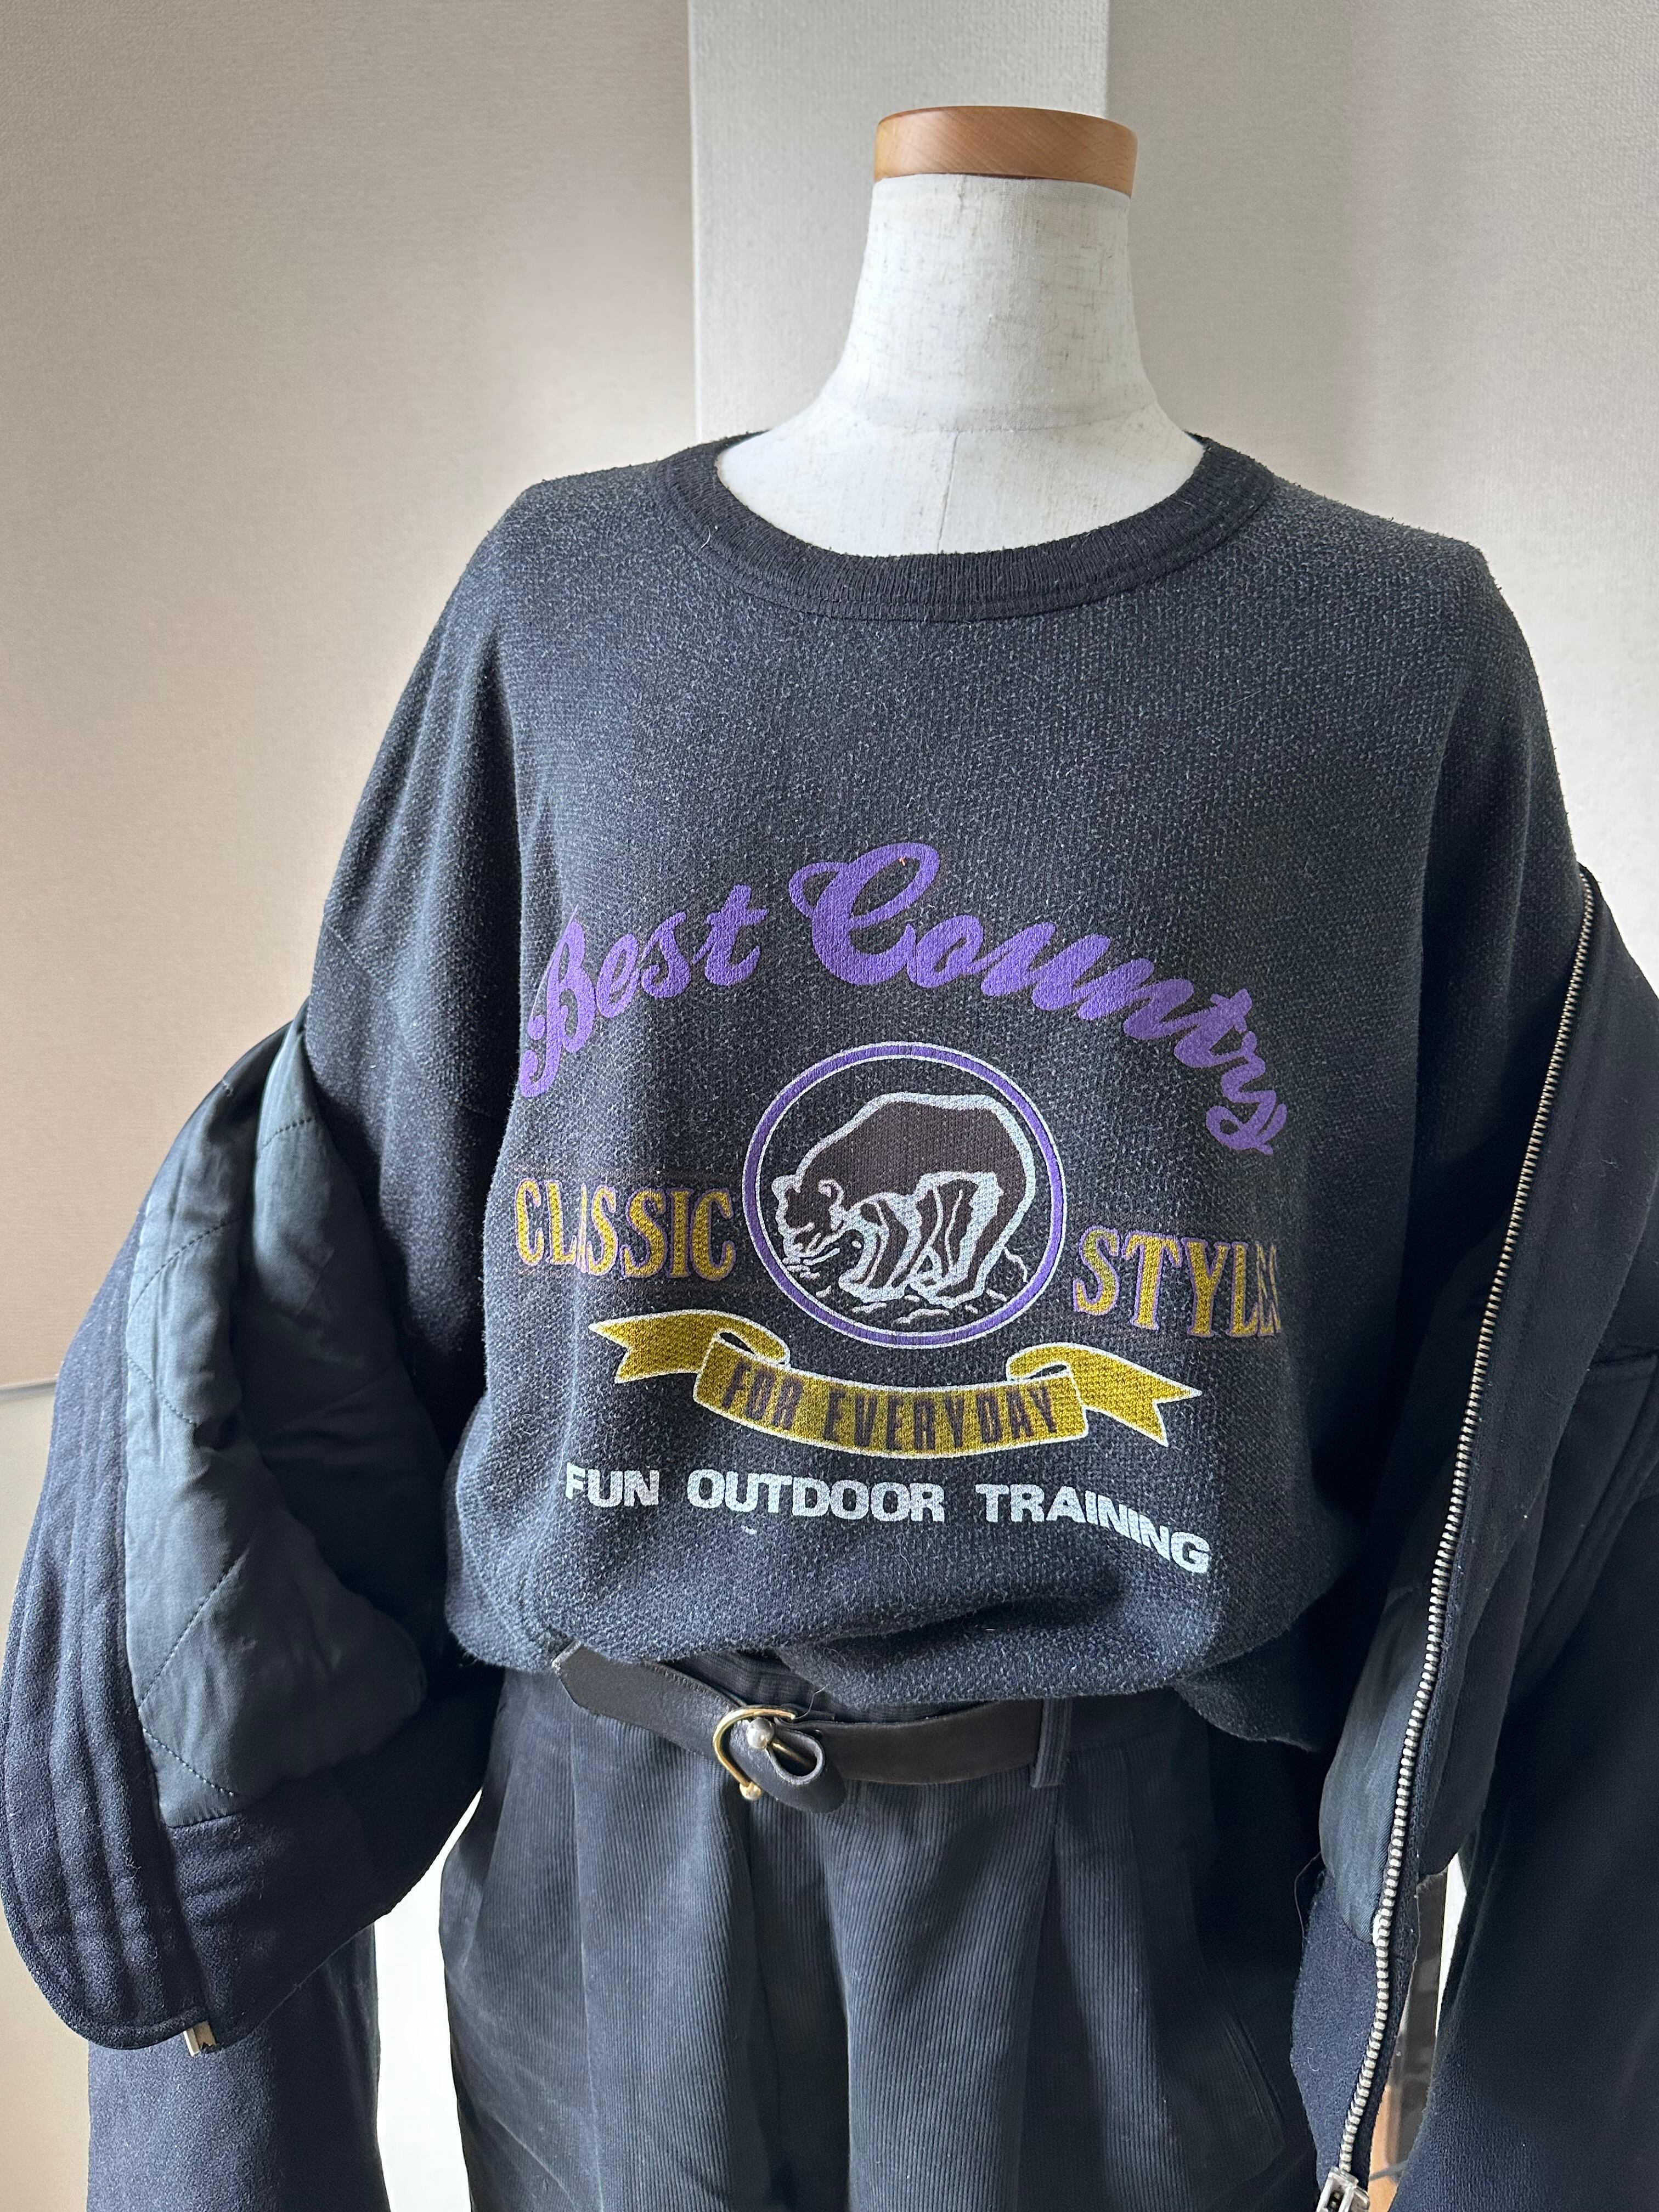 Best Country
CLASSIC STYLES
FOR EVERYDAY
FUN OUTDOOR TRAINING